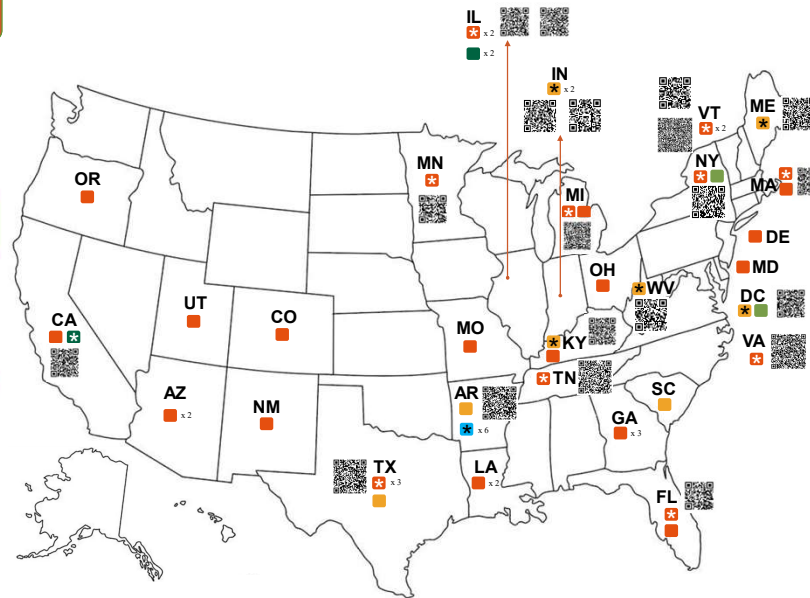 IL
* x 2
x 2
IN
* x 2
VT
* x 2
ME
*
MN
*
NY
*
MA
*
OR
MI
*
DE
OH
MD
WV
*
DC
*
UT
CO
CA
*
MO
KY
*
VA
*
TN
*
AZ
x 2
NM
AR
* x 6
SC
GA
x 3
TX
* x 3
LA
x 2
FL
*